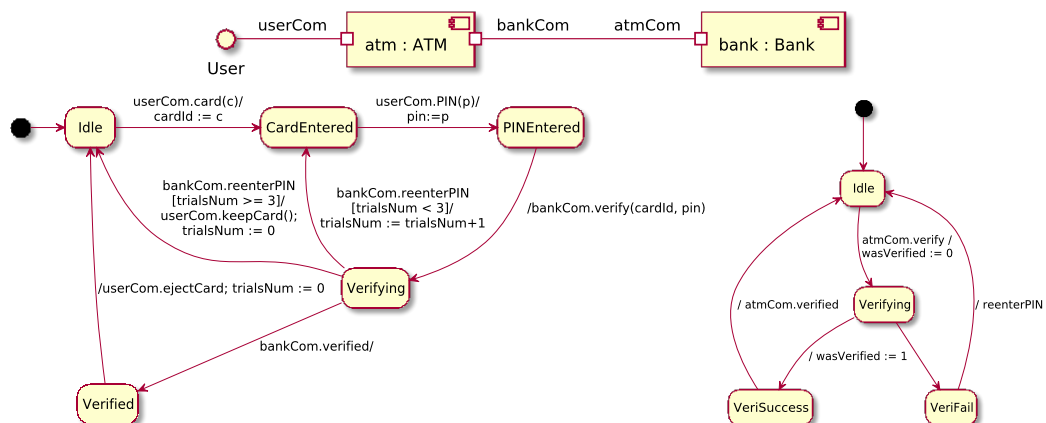 userCom
bankCom
atmCom
atm : ATM
bank : Bank
User
userCom.card(c)/
cardId := c
userCom.PIN(p)/
pin:=p
Idle
CardEntered
PINEntered
bankCom.reenterPIN
[trialsNum >= 3]/
userCom.keepCard();
trialsNum := 0
bankCom.reenterPIN
[trialsNum < 3]/
trialsNum := trialsNum+1
/bankCom.verify(cardId, pin)
Verifying
/userCom.ejectCard; trialsNum := 0
bankCom.verified/
Verified
Idle
atmCom.verify /
wasVerified := 0
Verifying
/ atmCom.verified
/ reenterPIN
/ wasVerified := 1
VeriSuccess
VeriFail